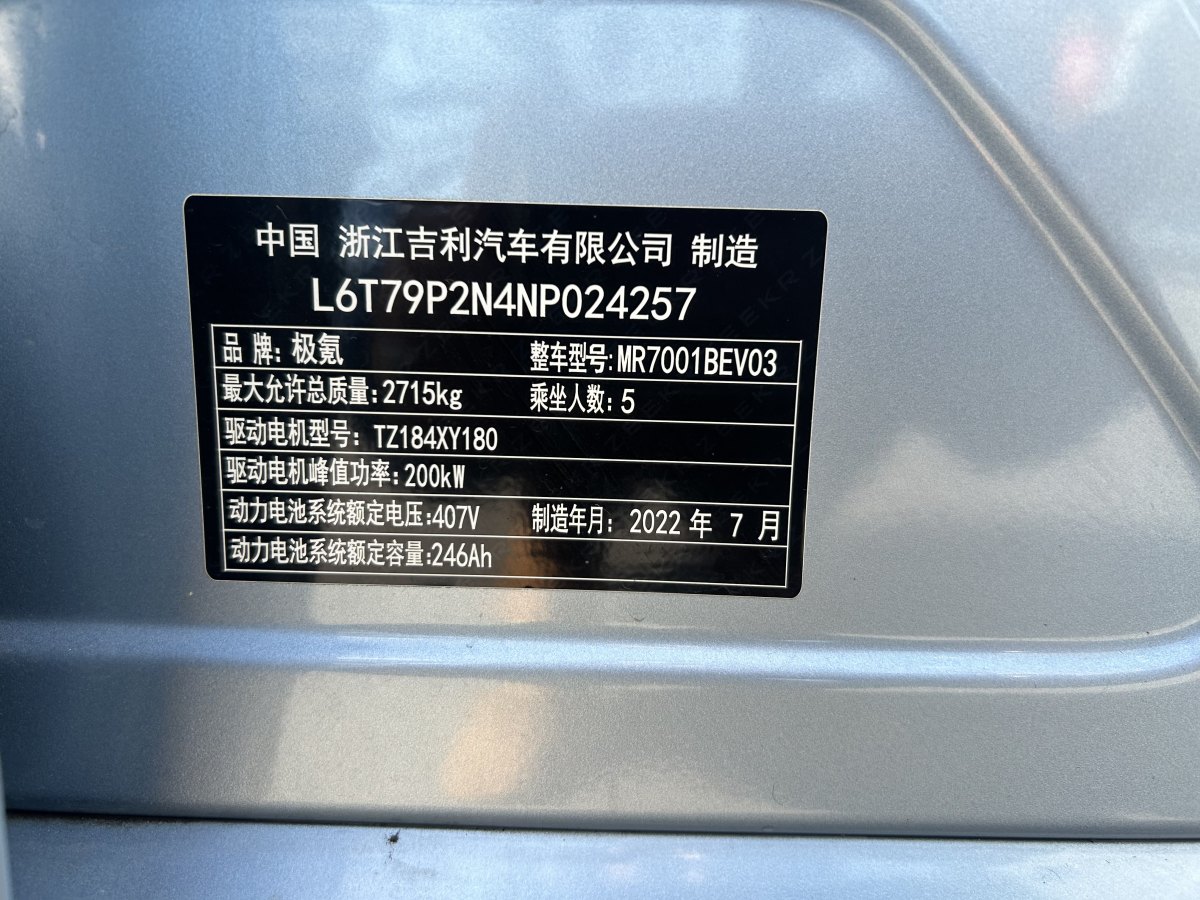 中国 浙江吉利汽车有限公司 制造
L6T79P2N4NP024257
品 牌: 极氪 整车型号: MR7001BEV03
最大允许总质量: 2715kg 乘坐人数: 5
驱动电机型号: TZ184XY180
驱动电机峰值功率: 200kW
动力电池系统额定电压: 407V 制造年月: 2022 年 7 月
动力电池系统额定容量: 246Ah